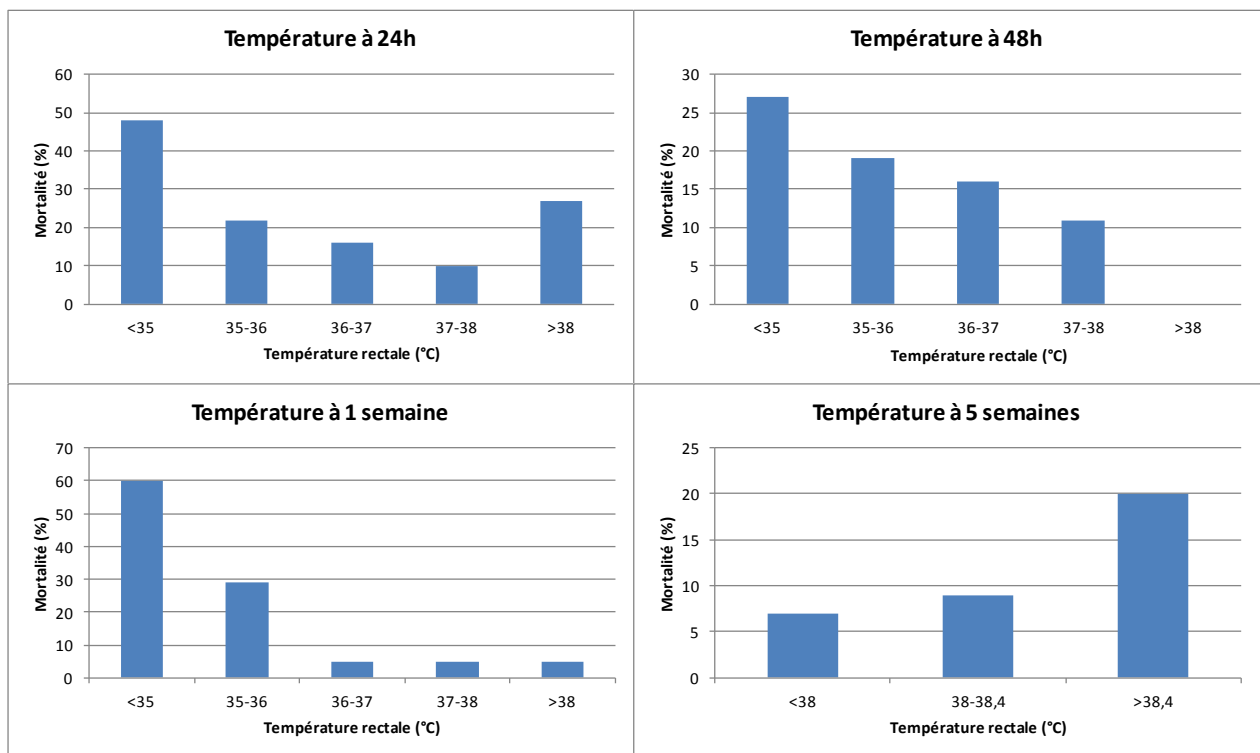 Température à 24h
Mortalité (%)
60
50
40
30
20
10
0
<35 35-36 36-37 37-38 >38
Température rectale (°C)
Température à 48h
Mortalité (%)
30
25
20
15
10
5
0
<35 35-36 36-37 37-38 >38
Température rectale (°C)
Température à 1 semaine
Mortalité (%)
70
60
50
40
30
20
10
0
<35 35-36 36-37 37-38 >38
Température rectale (°C)
Température à 5 semaines
Mortalité (%)
25
20
15
10
5
0
<38 38-38,4 >38,4
Température rectale (°C)